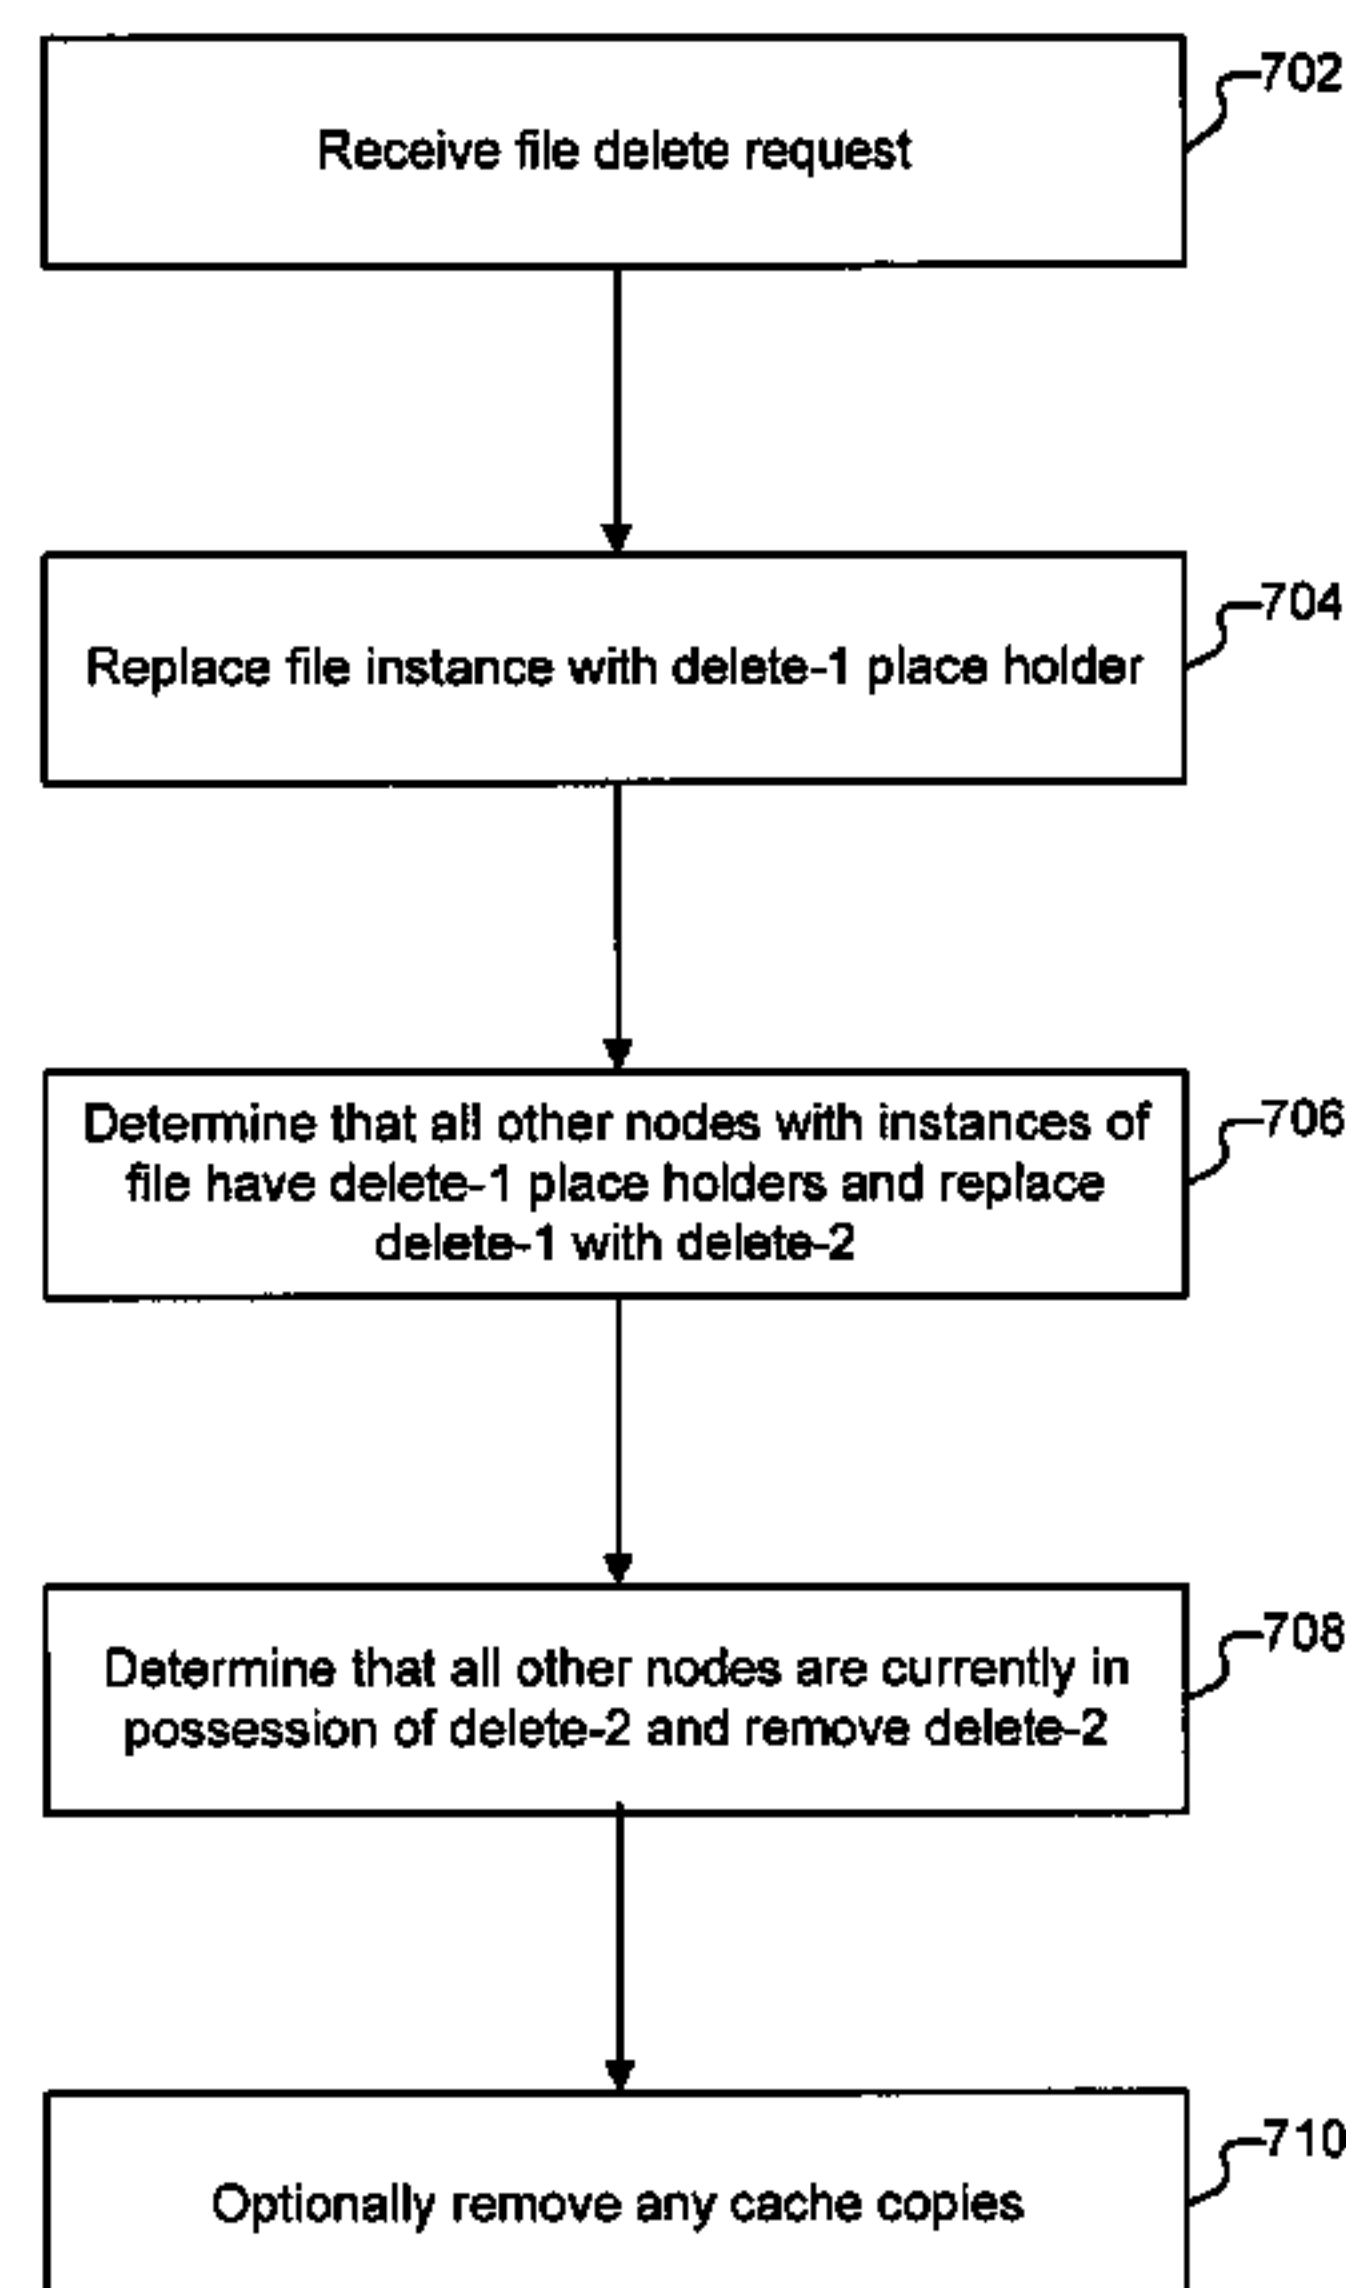 702
Receive file delete request
704
Replace file instance with delete-1 place holder
706
Determine that all other nodes with instances of
file have delete-1 place holders and replace
delete-1 with delete-2
708
Determine that all other nodes are currently in
possession of delete-2 and remove delete-2
710
Optionally remove any cache copies